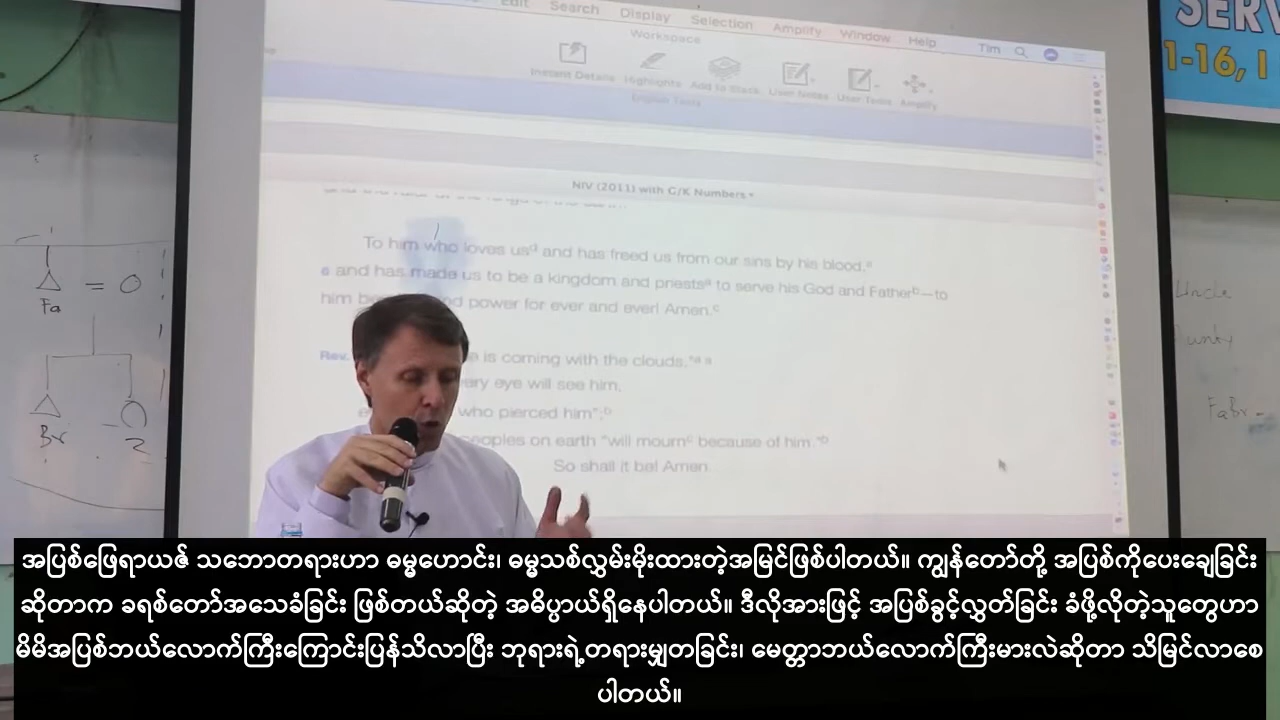 Edit Search Display Selection Amplify Window Help Tim
Workspace
Instant Details Highlights Add to Stack User Notes User Tools Amplify
English Texts
NIV (2011) with G/K Numbers
To him who loves usᵈ and has freed us from our sins by his blood,ᵉ
6 and has made us to be a kingdom and priestsᵃ to serve his God and Fatherᵇ—to
him be power for ever and ever! Amen.ᶜ
Rev. is coming with the clouds,"
eye will see him,
who pierced him";ᵇ
peoples on earth "will mournᶜ because of him."ᵇ
So shall it be! Amen
SERV
1-16, I
Fa
=
Br
Z
Uncle
Aunty
FaBr
အပြစ်ဖြေရာယဇ် သဘောတရားဟာ ဓမ္မဟောင်း၊ ဓမ္မသစ်လွှမ်းမိုးထားတဲ့အမြင်ဖြစ်ပါတယ်။ ကျွန်တော်တို့ အပြစ်ကိုပေးချေခြင်း
ဆိုတာက ခရစ်တော်အသေခံခြင်း ဖြစ်တယ်ဆိုတဲ့ အဓိပ္ပာယ်ရှိနေပါတယ်။ ဒီလိုအားဖြင့် အပြစ်ခွင့်လွှတ်ခြင်း ခံဖို့လိုတဲ့သူတွေဟာ
မိမိအပြစ်ဘယ်လောက်ကြီးကြောင်းပြန်သိလာပြီး ဘုရားရဲ့တရားမျှတခြင်း၊ မေတ္တာဘယ်လောက်ကြီးမားလဲဆိုတာ သိမြင်လာစေ
ပါတယ်။